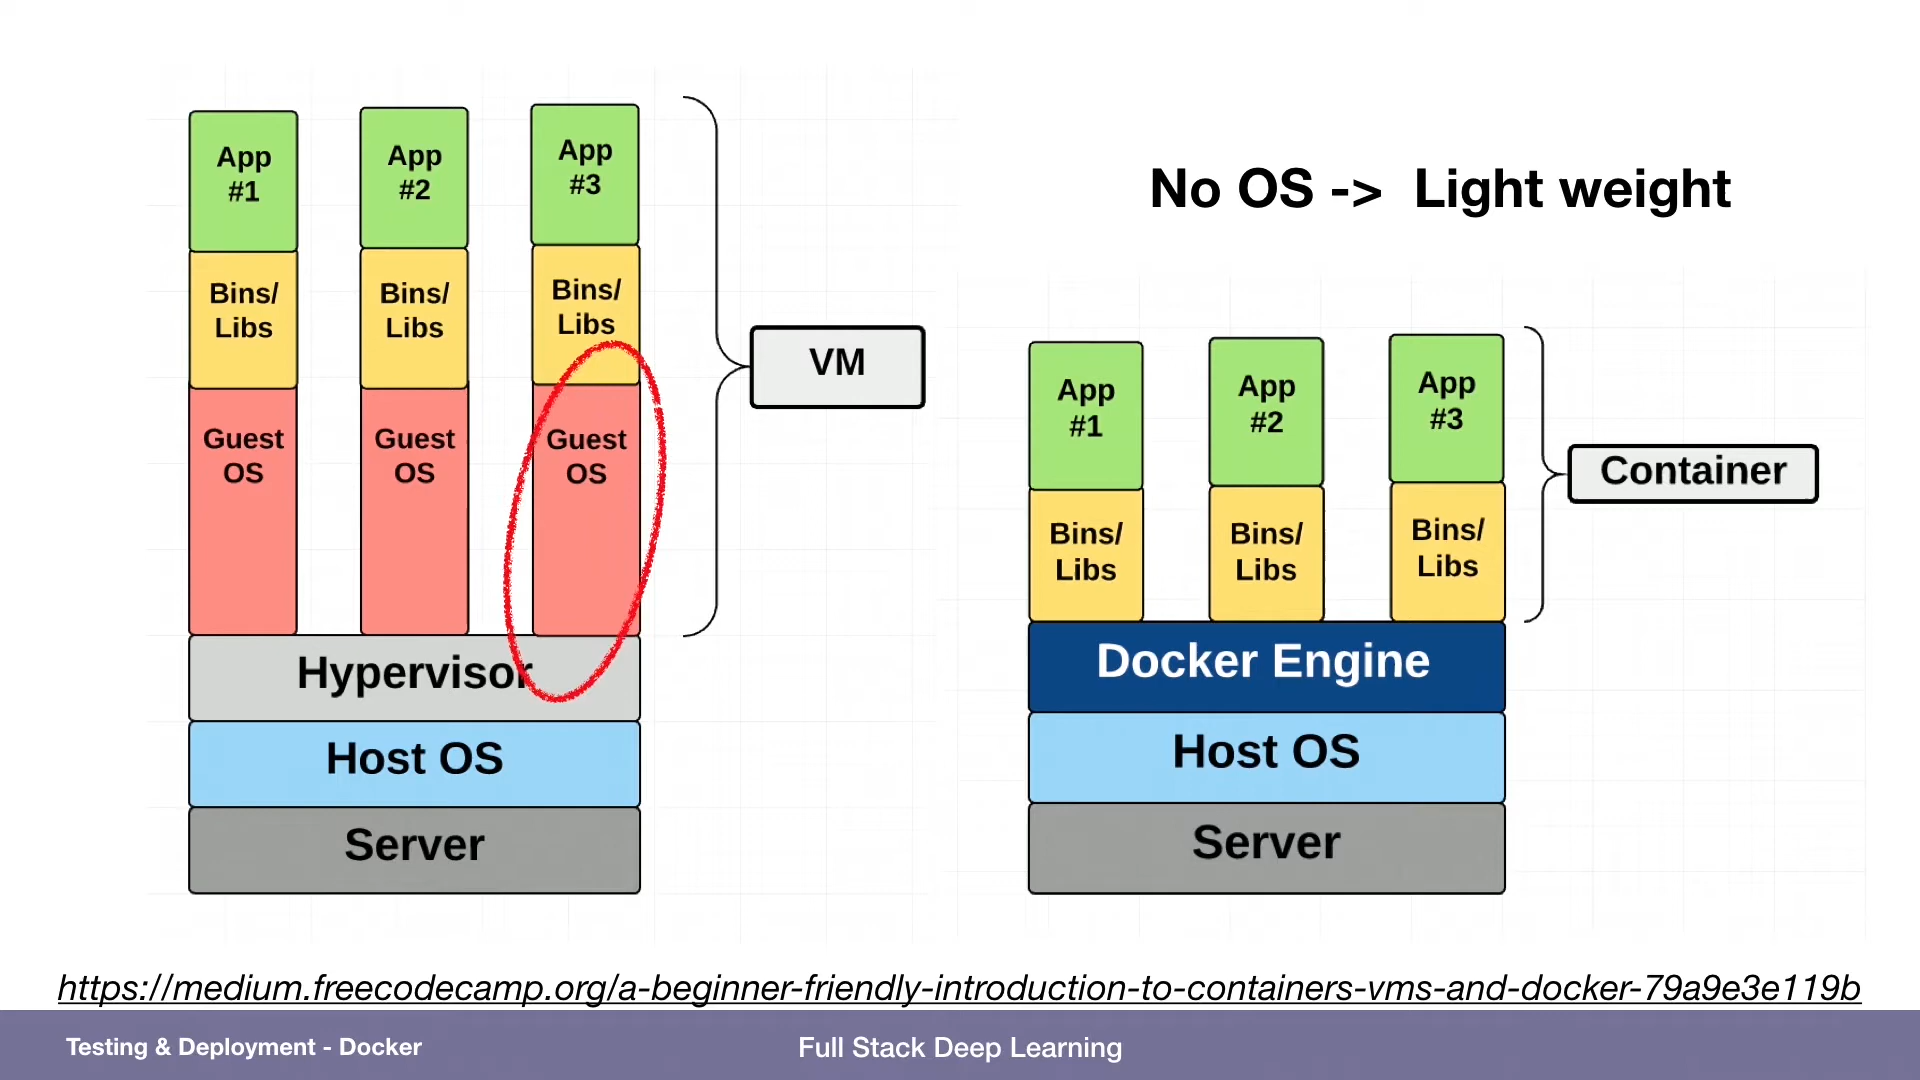 App
#1
App
#2
App
#3
Bins/
Libs
Bins/
Libs
Bins/
Libs
Guest
OS
Guest
OS
Guest
OS
Hypervisor
Host OS
Server
VM
No OS -> Light weight
App
#1
App
#2
App
#3
Bins/
Libs
Bins/
Libs
Bins/
Libs
Docker Engine
Host OS
Server
Container
https://medium.freecodecamp.org/a-beginner-friendly-introduction-to-containers-vms-and-docker-79a9e3e119b
Testing & Deployment - Docker
Full Stack Deep Learning